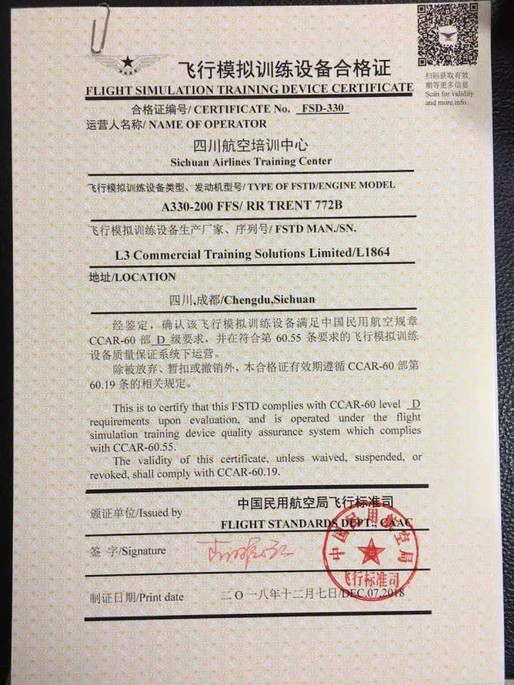 飞行模拟训练设备合格证
FLIGHT SIMULATION TRAINING DEVICE CERTIFICATE
扫码获取有效
期等更多信息
Scan for validity
and more info.
合格证编号/ CERTIFICATE No. FSD-330
运营人名称/ NAME OF OPERATOR
四川航空培训中心
Sichuan Airlines Training Center
飞行模拟训练设备类型、发动机型号/ TYPE OF FSTD/ENGINE MODEL
A330-200 FFS/ RR TRENT 772B
飞行模拟训练设备生产厂家、序列号/ FSTD MAN./SN.
L3 Commercial Training Solutions Limited/L1864
地址/LOCATION
四川,成都/Chengdu,Sichuan
经鉴定，确认该飞行模拟训练设备满足中国民用航空规章
CCAR-60 部 D 级要求，并在符合第 60.55 条要求的飞行模拟训练
设备质量保证系统下运营。
除被放弃、暂扣或撤销外，本合格证有效期遵循 CCAR-60 部第
60.19 条的相关规定。
This is to certify that this FSTD complies with CCAR-60 level D
requirements upon evaluation, and is operated under the flight
simulation training device quality assurance system which complies
with CCAR-60.55.
The validity of this certificate, unless waived, suspended, or
revoked, shall comply with CCAR-60.19.
中国民用航空局飞行标准司
颁证单位/Issued by
FLIGHT STANDARDS DEPT., CAAC
签 字/Signature
中国民用航空局
飞行标准司
制证日期/Print date 二〇一八年十二月七日/DEC,07,2018